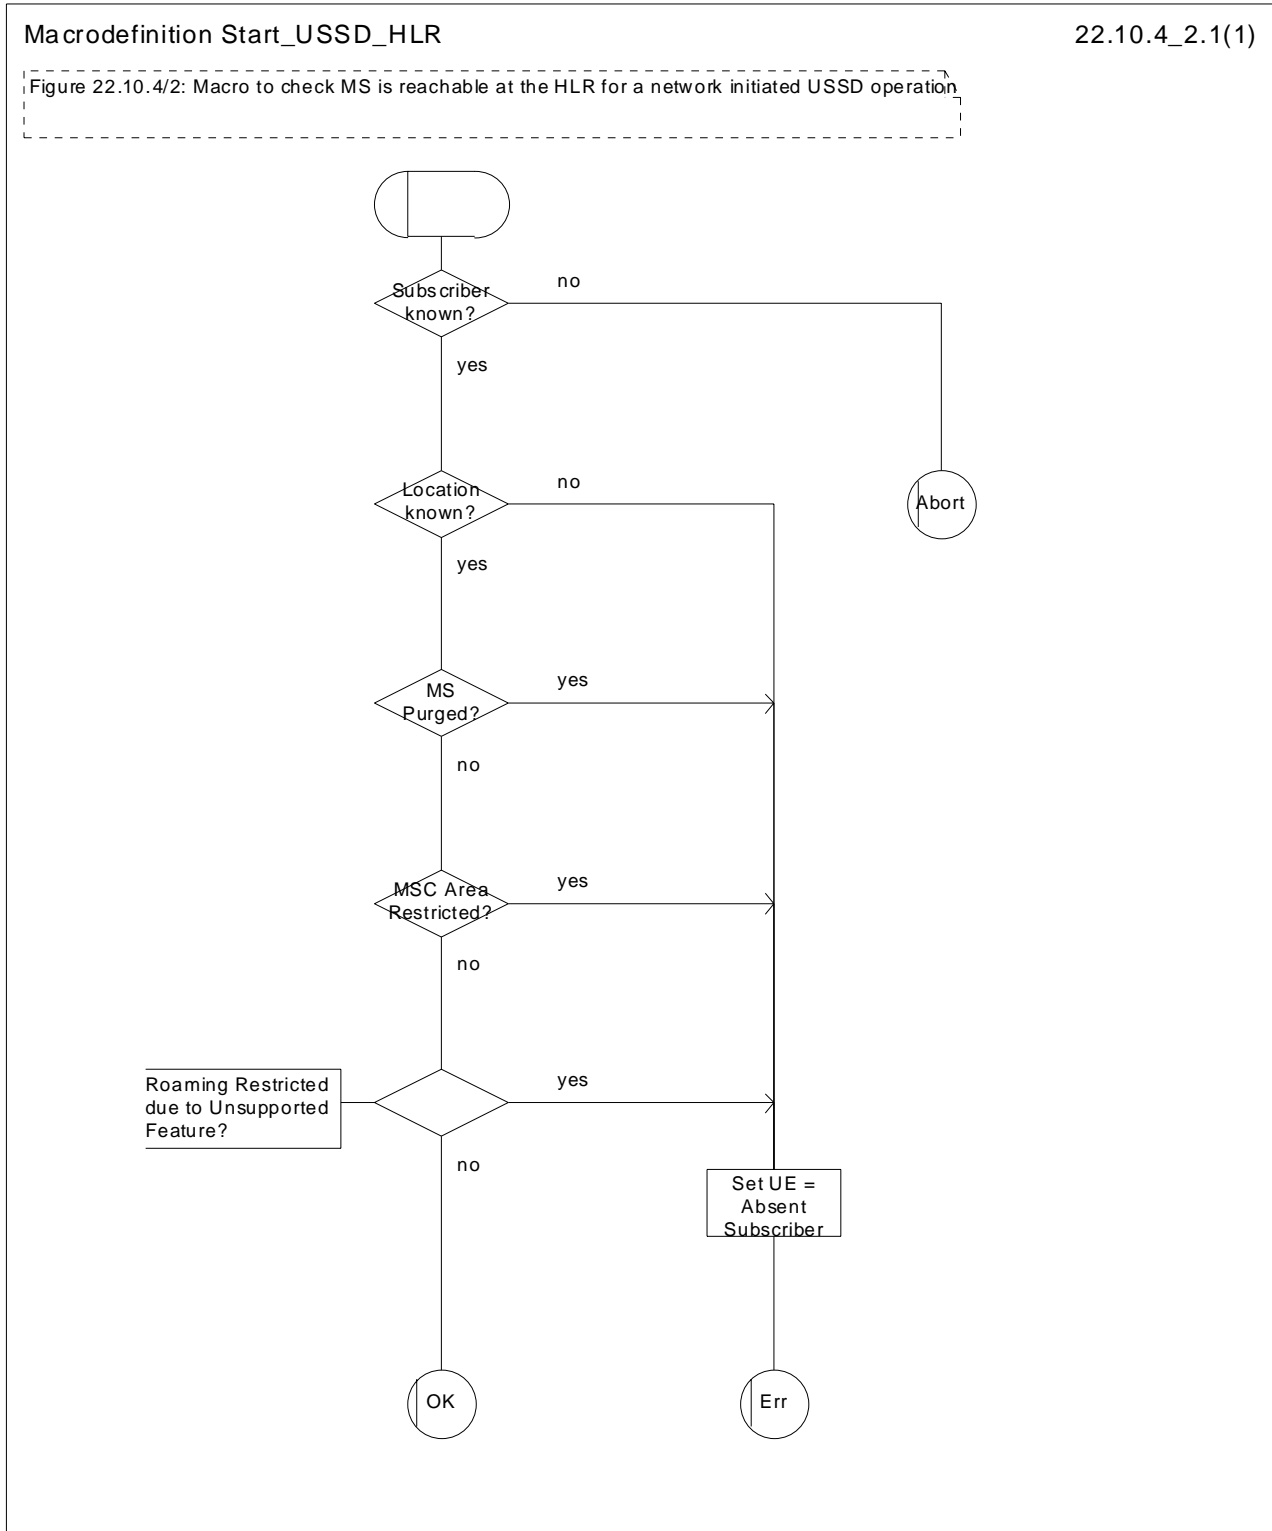 Macrodefinition Start_USSD_HLR 22.10.4_2.1(1)
Figure 22.10.4/2: Macro to check MS is reachable at the HLR for a network initiated USSD operation
Subscriber
known?
no
yes
Location
known?
no
Abort
yes
MS
Purged?
yes
no
MSC Area
Restricted?
yes
no
Roaming Restricted
due to Unsupported
Feature?
yes
no
Set UE =
Absent
Subscriber
OK
Err